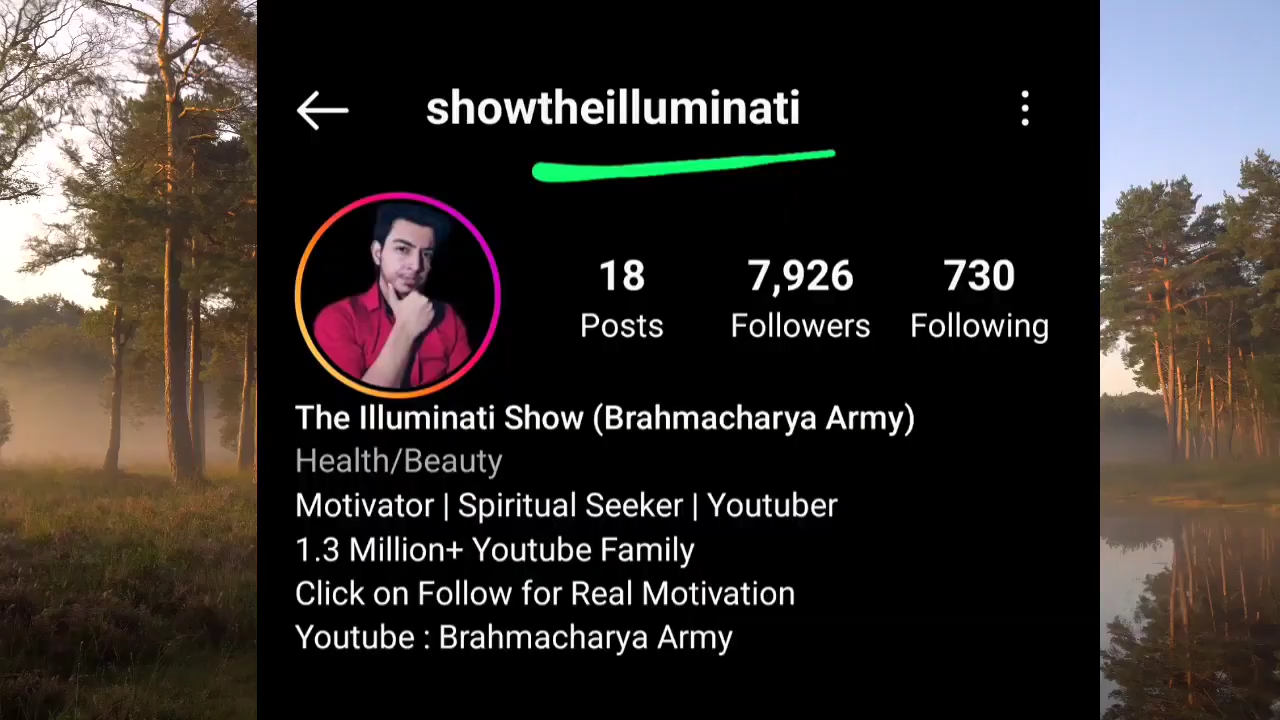 showtheilluminati
18 7,926 730
Posts Followers Following
The Illuminati Show (Brahmacharya Army)
Health/Beauty
Motivator | Spiritual Seeker | Youtuber
1.3 Million+ Youtube Family
Click on Follow for Real Motivation
Youtube : Brahmacharya Army